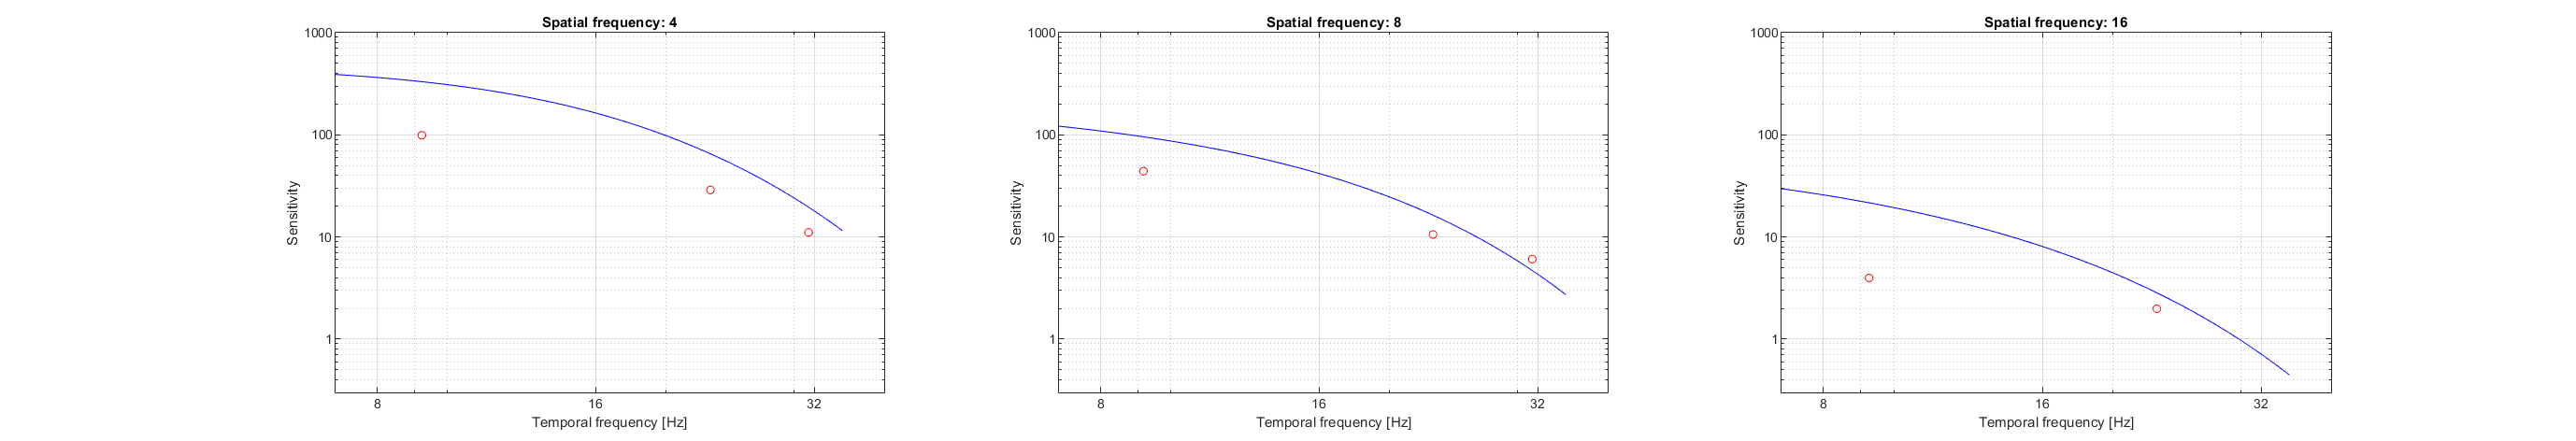 Spatial frequency: 4
1000
100
10
1
Sensitivity
8
16
32
Temporal frequency [Hz]
Spatial frequency: 8
1000
100
10
1
Sensitivity
8
16
32
Temporal frequency [Hz]
Spatial frequency: 16
1000
100
10
1
Sensitivity
8
16
32
Temporal frequency [Hz]